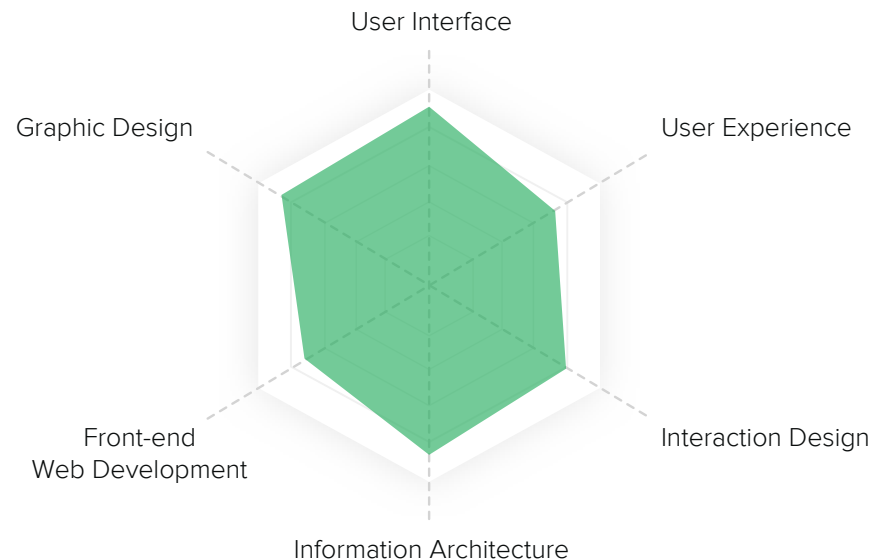 User Interface
Graphic Design
User Experience
Front-end
Web Development
Interaction Design
Information Architecture